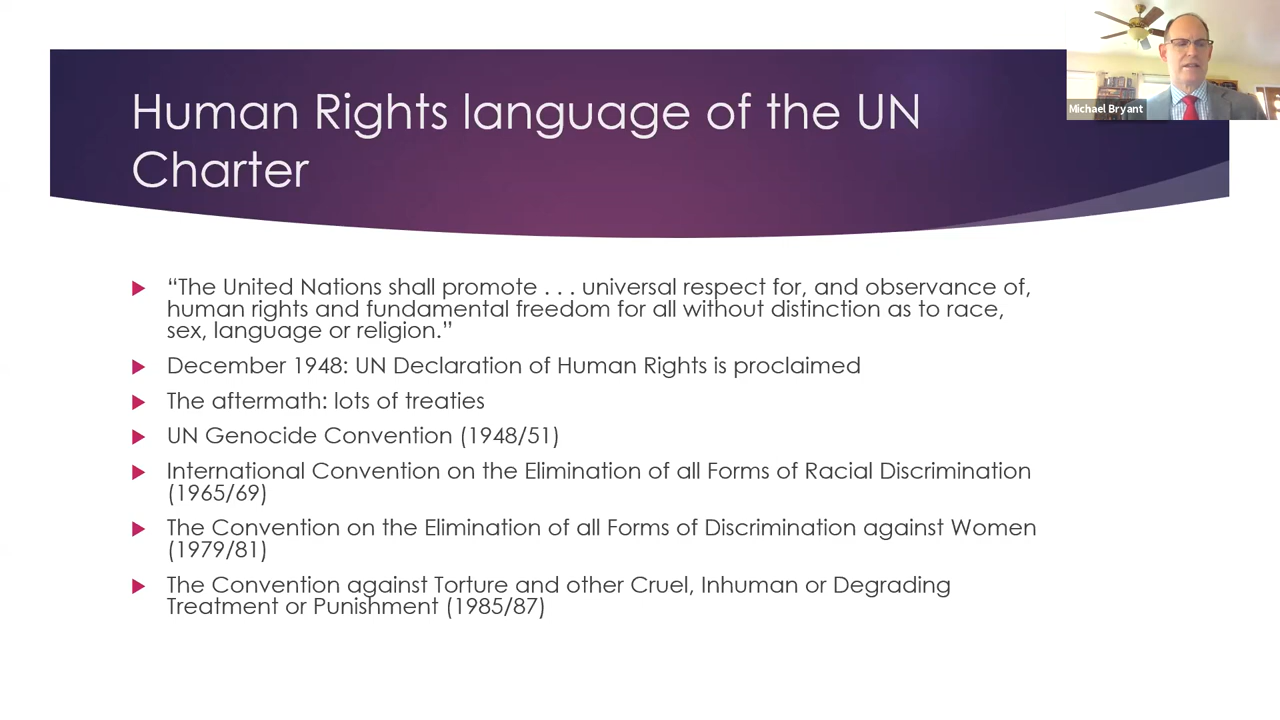 Human Rights language of the UN
Charter
Michael Bryant
“The United Nations shall promote . . . universal respect for, and observance of,
human rights and fundamental freedom for all without distinction as to race,
sex, language or religion.”
December 1948: UN Declaration of Human Rights is proclaimed
The aftermath: lots of treaties
UN Genocide Convention (1948/51)
International Convention on the Elimination of all Forms of Racial Discrimination
(1965/69)
The Convention on the Elimination of all Forms of Discrimination against Women
(1979/81)
The Convention against Torture and other Cruel, Inhuman or Degrading
Treatment or Punishment (1985/87)